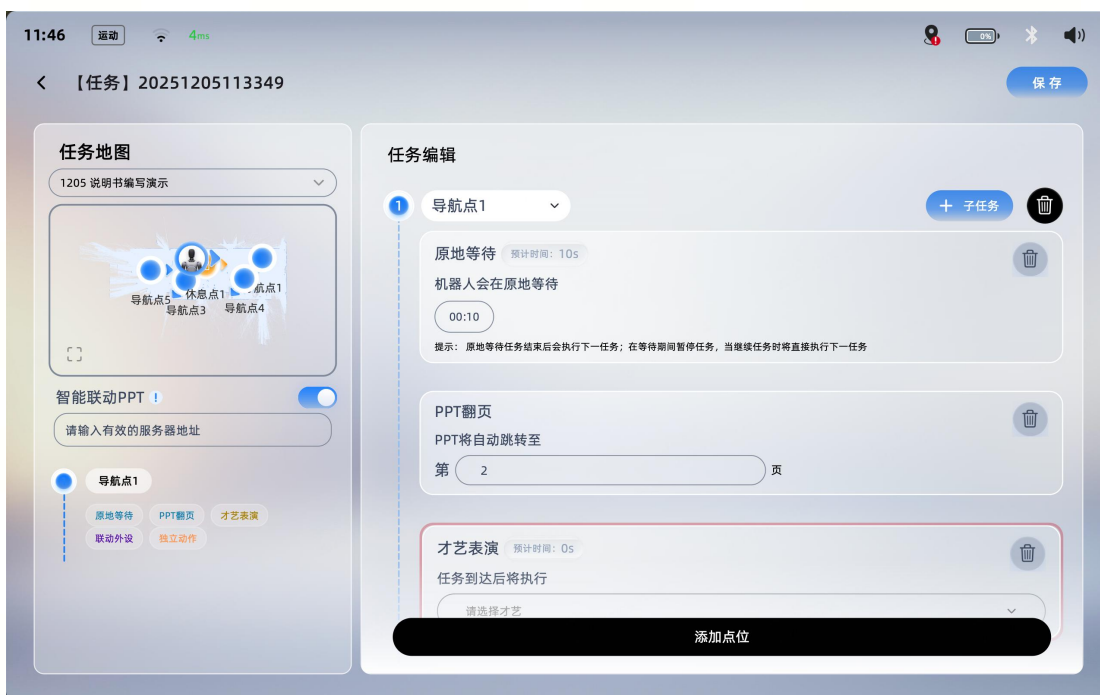 11:46 运动 4ms 0%
【任务】20251205113349
保存
任务地图
1205 说明书编写演示
导航点5 休息点1 航点1
导航点3 导航点4
智能联动PPT !
请输入有效的服务器地址
导航点1
原地等待 PPT翻页 才艺表演
联动外设 独立动作
任务编辑
1 导航点1 + 子任务
原地等待 预计时间：10s
机器人会在原地等待
00:10
提示： 原地等待任务结束后会执行下一任务；在等待期间暂停任务，当继续任务时将直接执行下一任务
PPT翻页
PPT将自动跳转至
第 2 页
才艺表演 预计时间：0s
任务到达后将执行
请选择才艺
添加点位